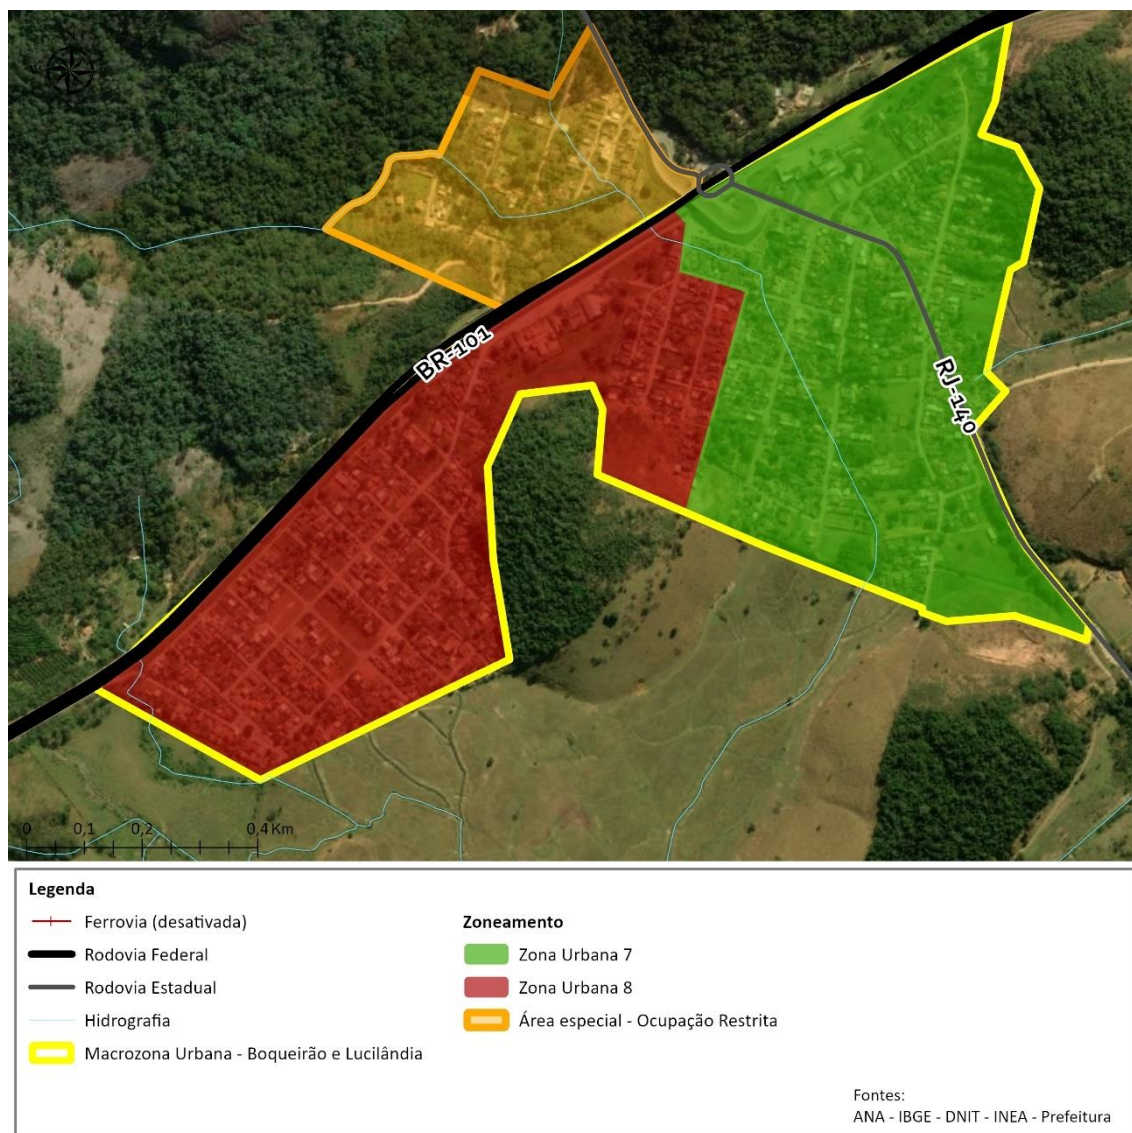 BR-101
RJ-140
0 0,1 0,2 0,4 Km
Legenda
Ferrovia (desativada)
Rodovia Federal
Rodovia Estadual
Hidrografia
Macrozona Urbana - Boqueirão e Lucilândia
Zoneamento
Zona Urbana 7
Zona Urbana 8
Área especial - Ocupação Restrita
Fontes:
ANA - IBGE - DNIT - INEA - Prefeitura